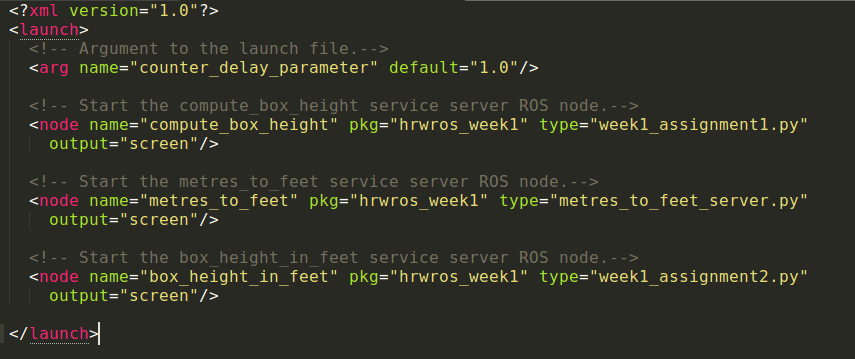 <?xml version="1.0"?>
<launch>
<!-- Argument to the launch file.-->
<arg name="counter_delay_parameter" default="1.0"/>
<!-- Start the compute_box_height service server ROS node.-->
<node name="compute_box_height" pkg="hrwros_week1" type="week1_assignment1.py"
output="screen"/>
<!-- Start the metres_to_feet service server ROS node.-->
<node name="metres_to_feet" pkg="hrwros_week1" type="metres_to_feet_server.py"
output="screen"/>
<!-- Start the box_height_in_feet service server ROS node.-->
<node name="box_height_in_feet" pkg="hrwros_week1" type="week1_assignment2.py"
output="screen"/>
</launch>